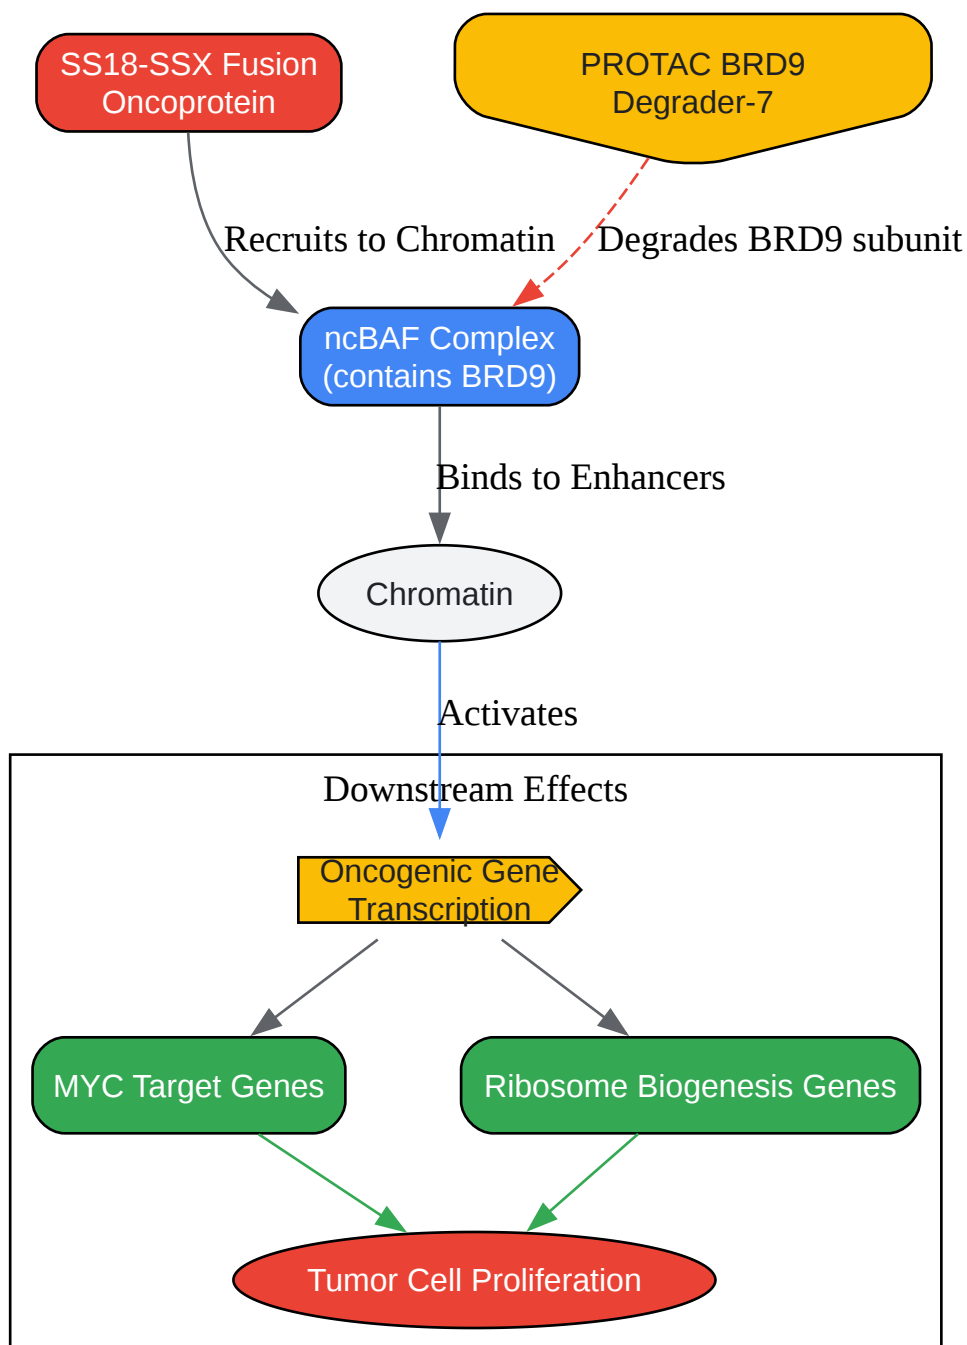 SS18-SSX Fusion
Oncoprotein
PROTAC BRD9
Degrader-7
Recruits to Chromatin
Degrades BRD9 subunit
ncBAF Complex
(contains BRD9)
Binds to Enhancers
Chromatin
Activates
Downstream Effects
Oncogenic Gene
Transcription
MYC Target Genes
Ribosome Biogenesis Genes
Tumor Cell Proliferation